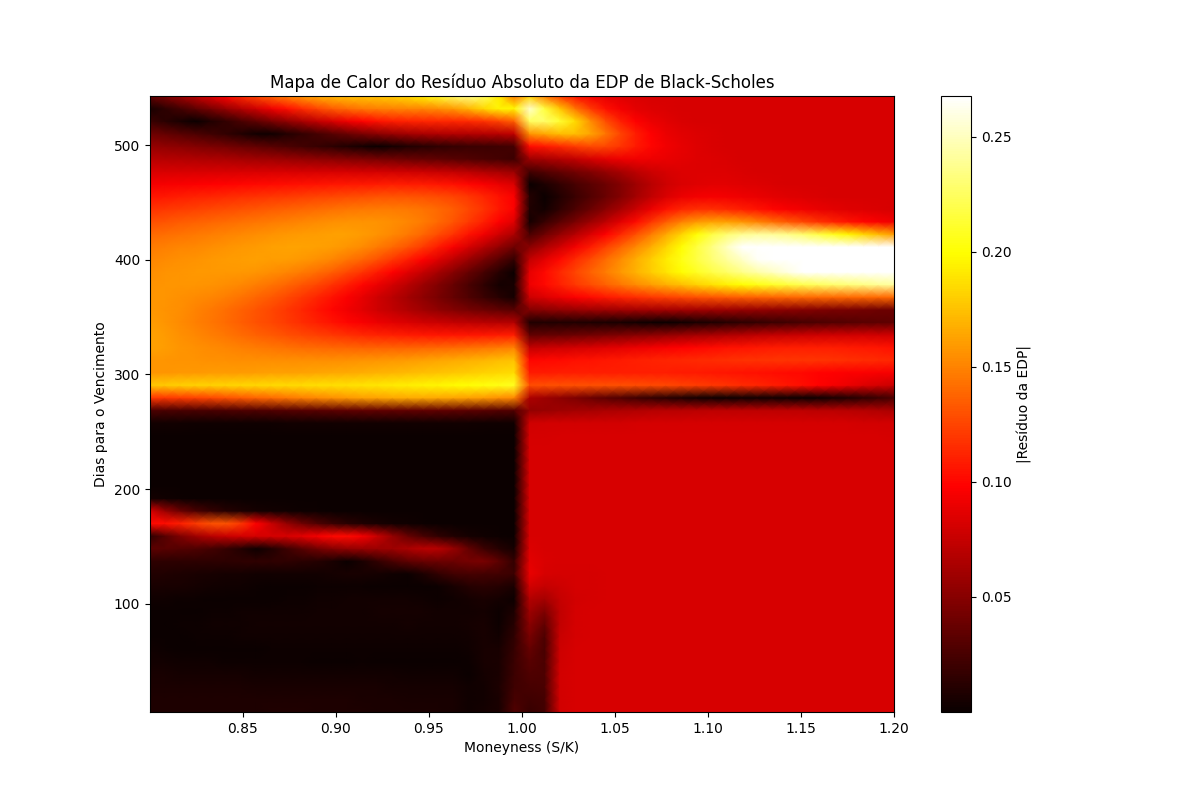 Mapa de Calor do Resíduo Absoluto da EDP de Black-Scholes
Dias para o Vencimento
500
400
300
200
100
0.85 0.90 0.95 1.00 1.05 1.10 1.15 1.20
Moneyness (S/K)
0.25
0.20
0.15
0.10
0.05
|Resíduo da EDP|